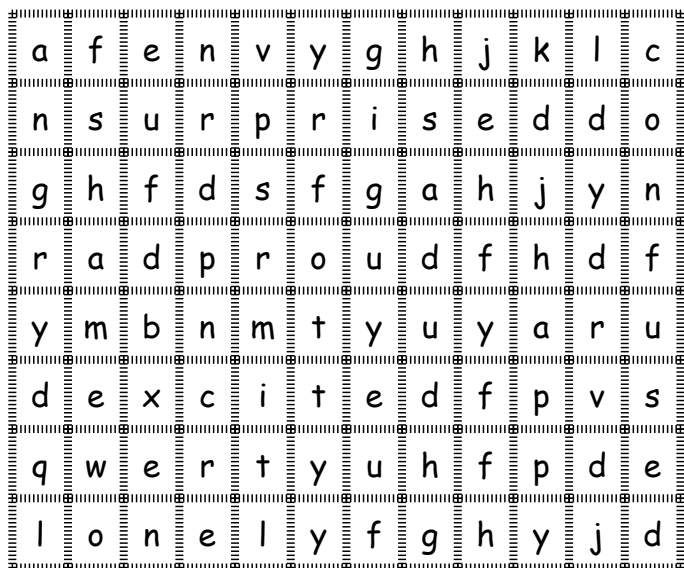 a f e n v y g h j k l c
n s u r p r i s e d d o
g h f d s f g a h j y n
r a d p r o u d f h d f
y m b n m t y u y a r u
d e x c i t e d f p v s
q w e r t y u h f p d e
l o n e l y f g h y j d